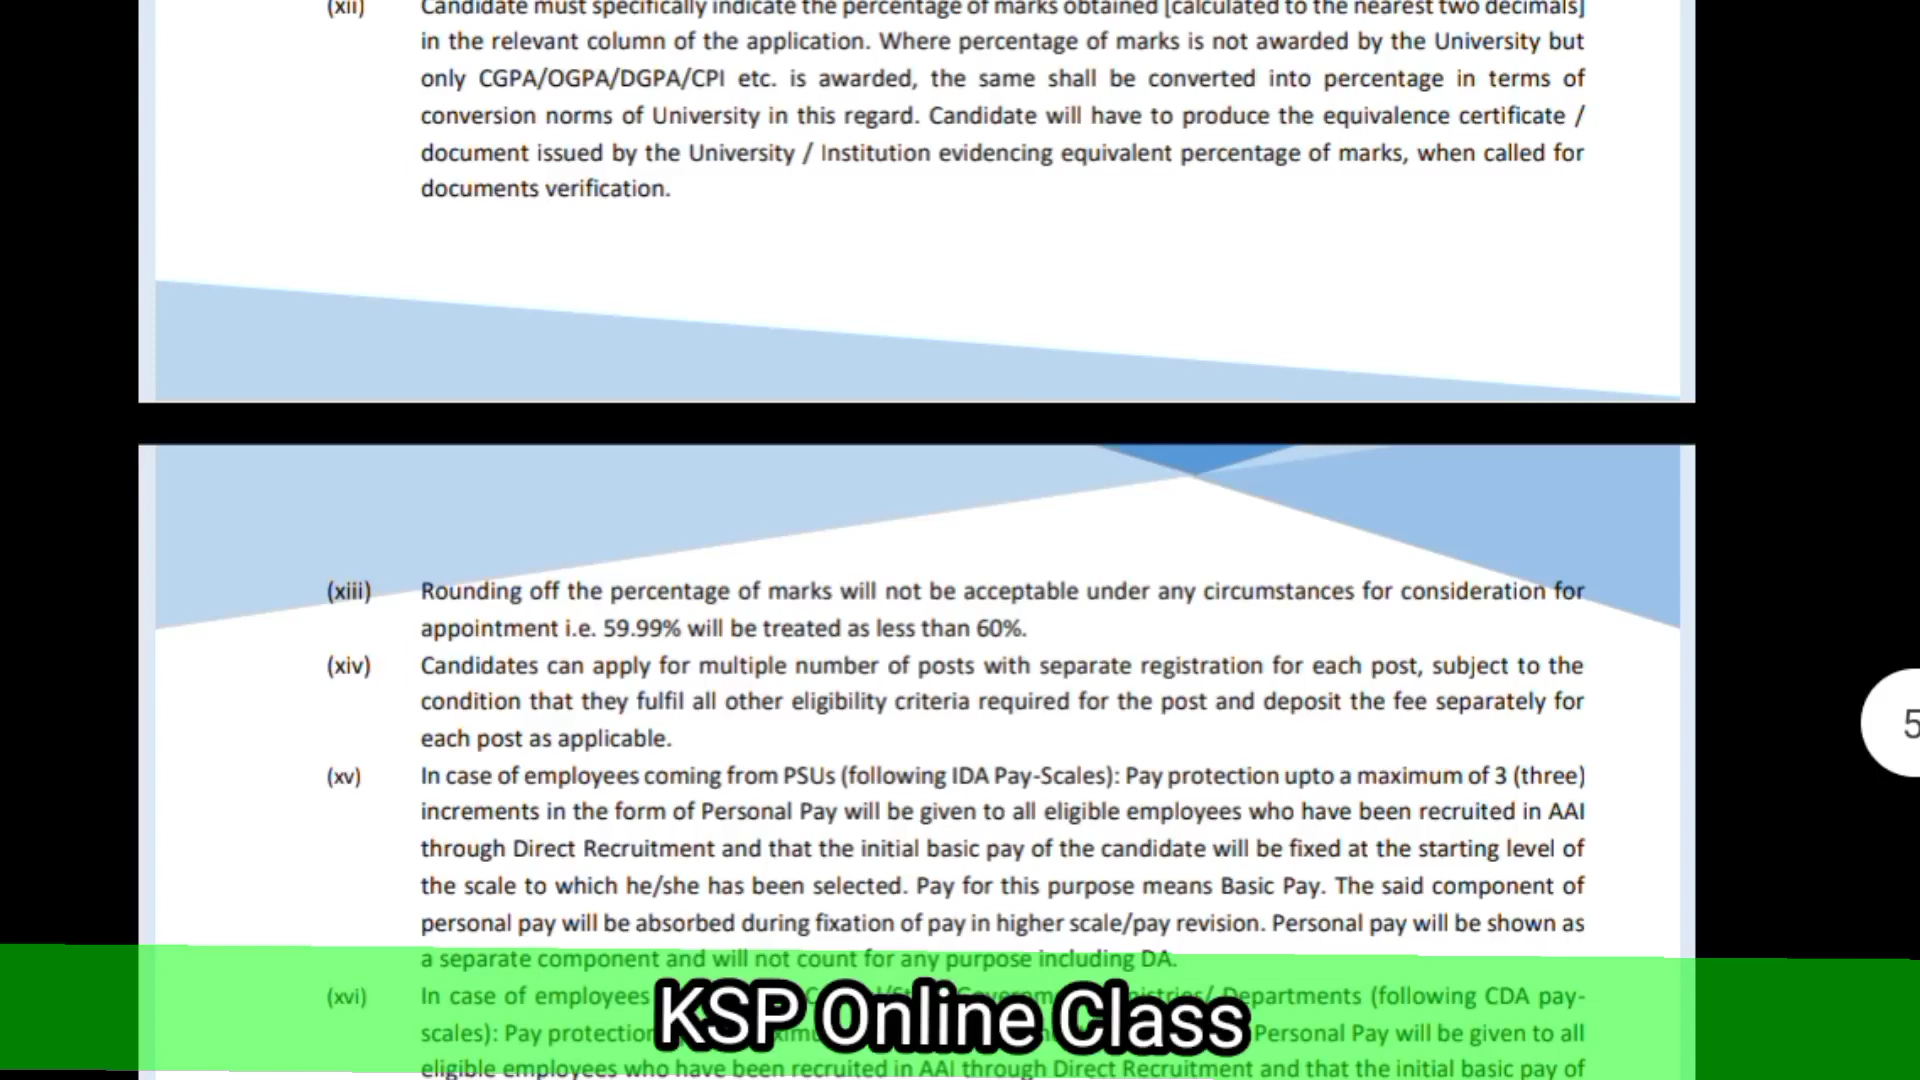 (xii) Candidate must specifically indicate the percentage of marks obtained [calculated to the nearest two decimals]
in the relevant column of the application. Where percentage of marks is not awarded by the University but
only CGPA/OGPA/DGPA/CPI etc. is awarded, the same shall be converted into percentage in terms of
conversion norms of University in this regard. Candidate will have to produce the equivalence certificate /
document issued by the University / Institution evidencing equivalent percentage of marks, when called for
documents verification.
(xiii) Rounding off the percentage of marks will not be acceptable under any circumstances for consideration for
appointment i.e. 59.99% will be treated as less than 60%.
(xiv) Candidates can apply for multiple number of posts with separate registration for each post, subject to the
condition that they fulfil all other eligibility criteria required for the post and deposit the fee separately for
each post as applicable.
5
(xv) In case of employees coming from PSUs (following IDA Pay-Scales): Pay protection upto a maximum of 3 (three)
increments in the form of Personal Pay will be given to all eligible employees who have been recruited in AAI
through Direct Recruitment and that the initial basic pay of the candidate will be fixed at the starting level of
the scale to which he/she has been selected. Pay for this purpose means Basic Pay. The said component of
personal pay will be absorbed during fixation of pay in higher scale/pay revision. Personal pay will be shown as
a separate component and will not count for any purpose including DA.
(xvi) In case of employees Departments (following CDA pay-
scales): Pay protection Personal Pay will be given to all
eligible employees who have been recruited in AAI through Direct Recruitment and that the initial basic pay of
KSP Online Class